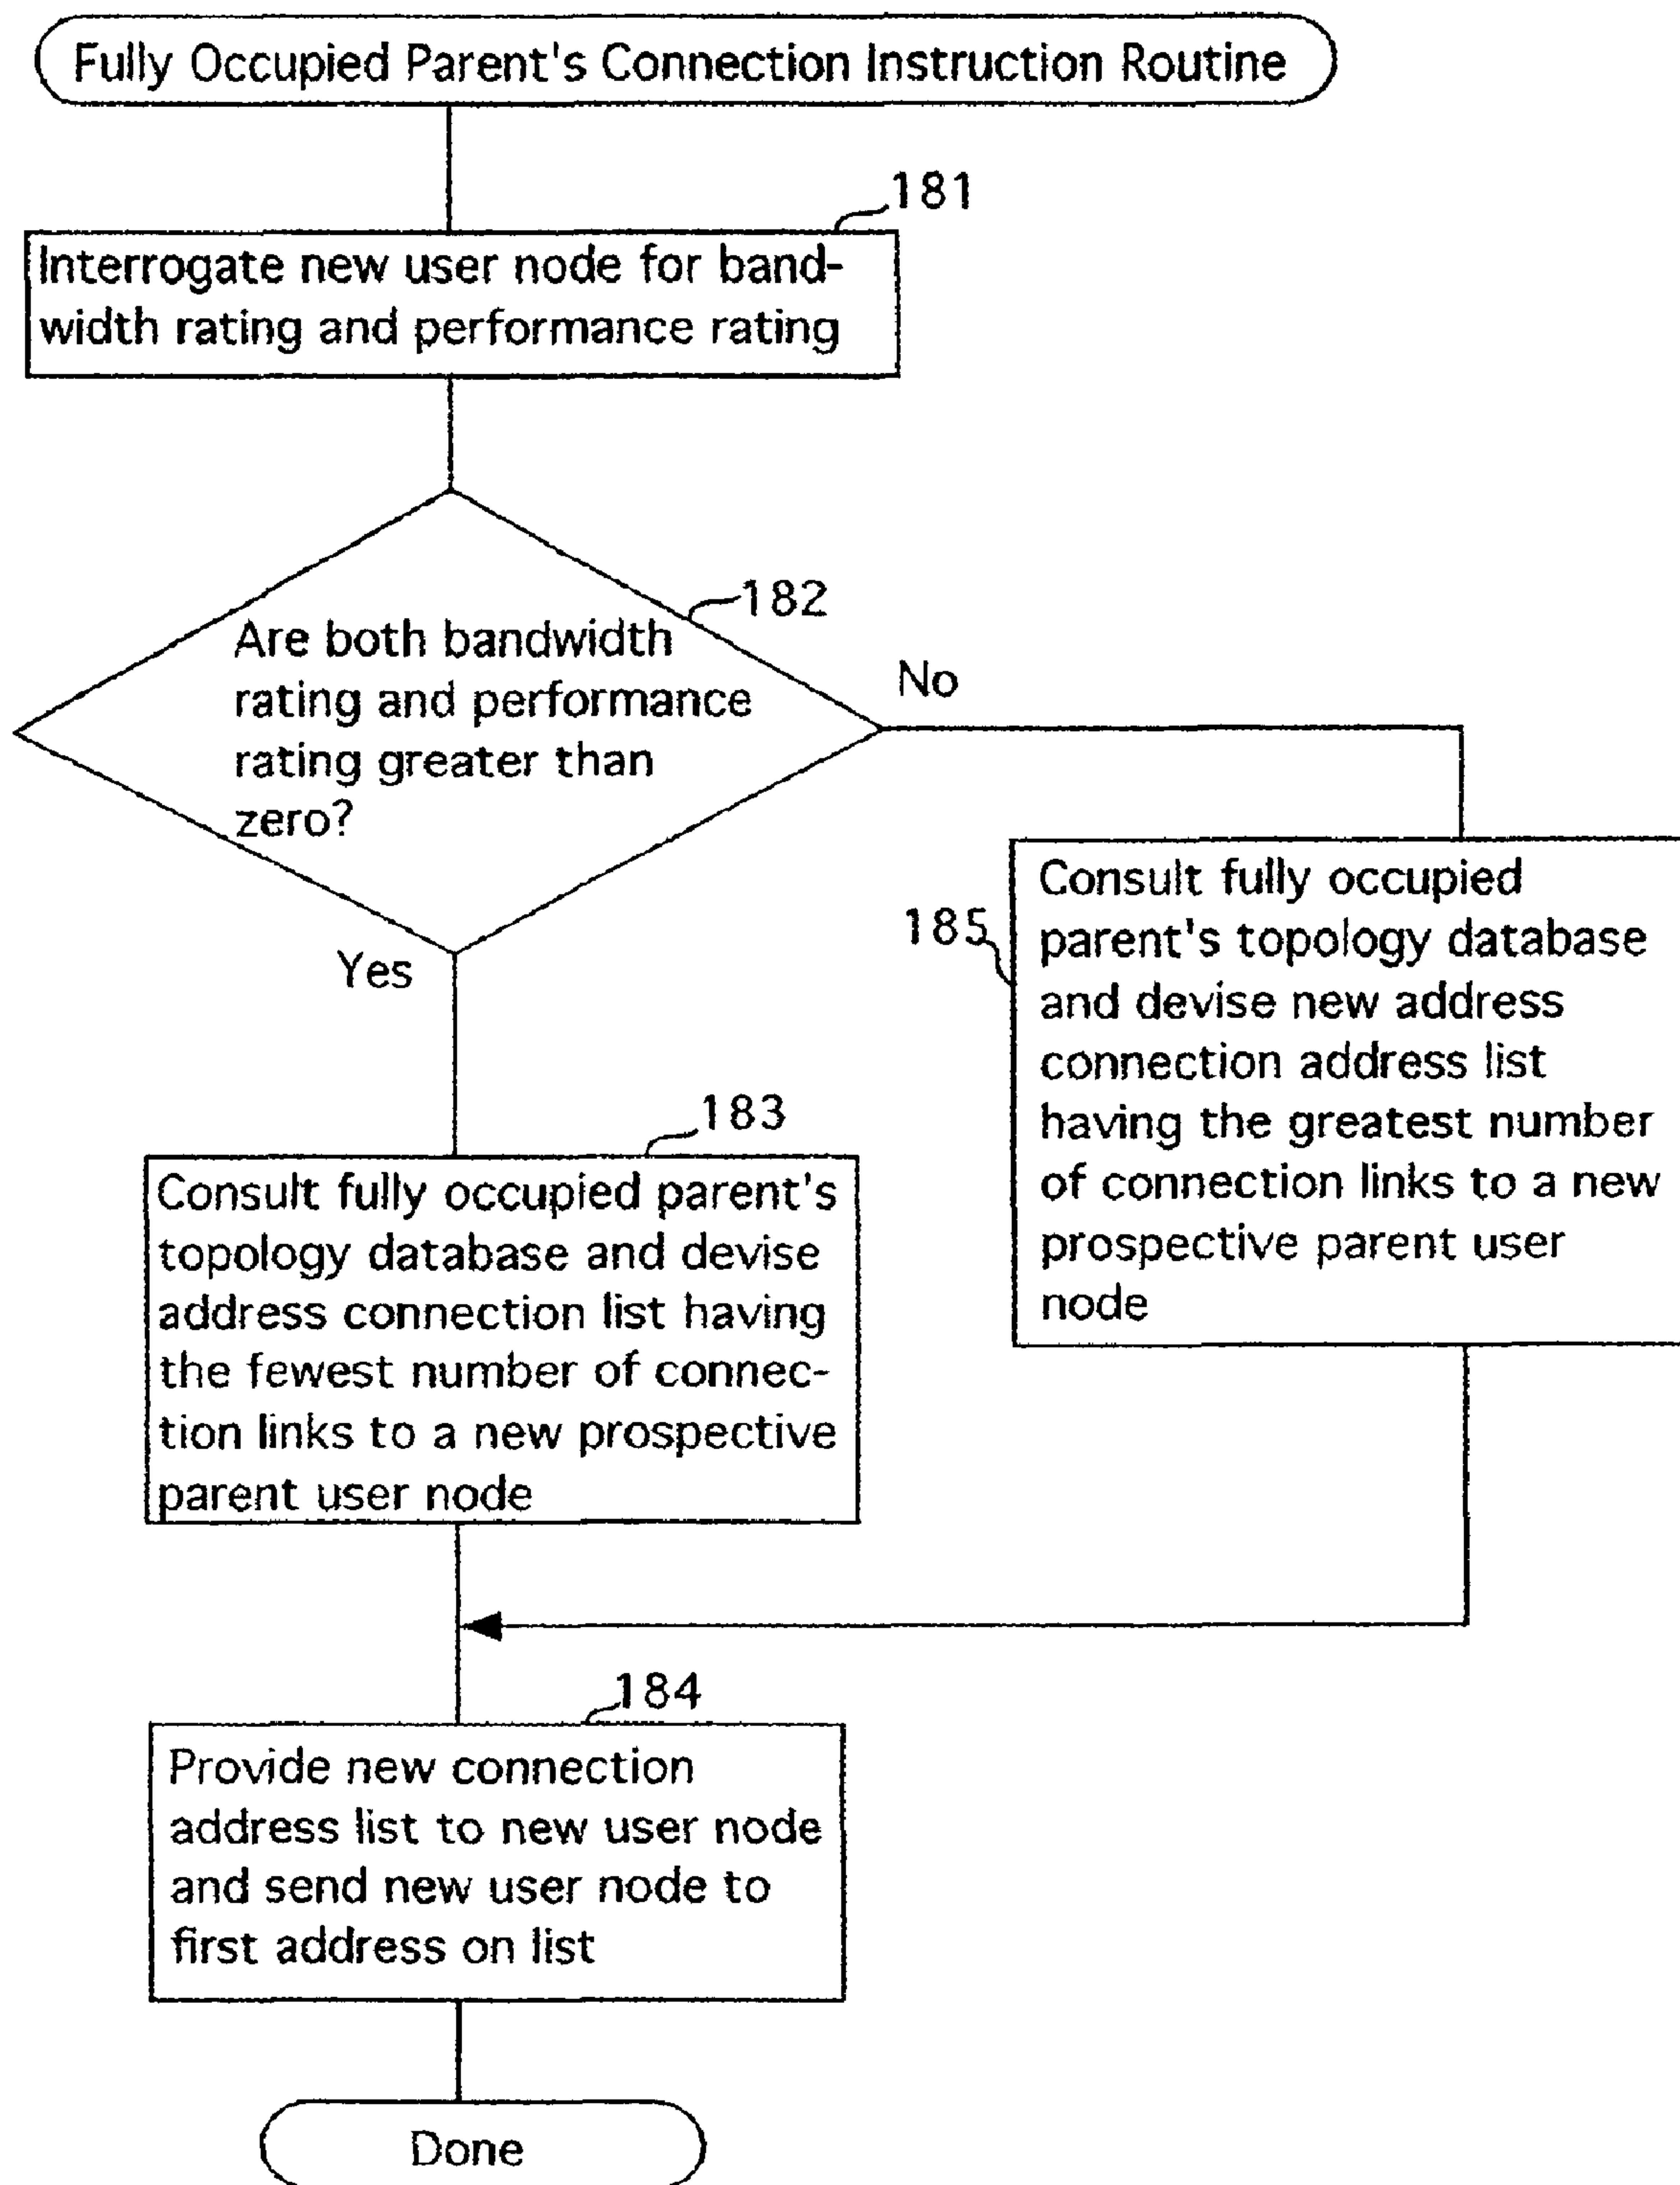 Fully Occupied Parent's Connection Instruction Routine
181
Interrogate new user node for band-
width rating and performance rating
182
Are both bandwidth
rating and performance
rating greater than
zero?
No
Yes
185
Consult fully occupied
parent's topology database
and devise new address
connection address list
having the greatest number
of connection links to a new
prospective parent user
node
183
Consult fully occupied parent's
topology database and devise
address connection list having
the fewest number of connec-
tion links to a new prospective
parent user node
184
Provide new connection
address list to new user node
and send new user node to
first address on list
Done